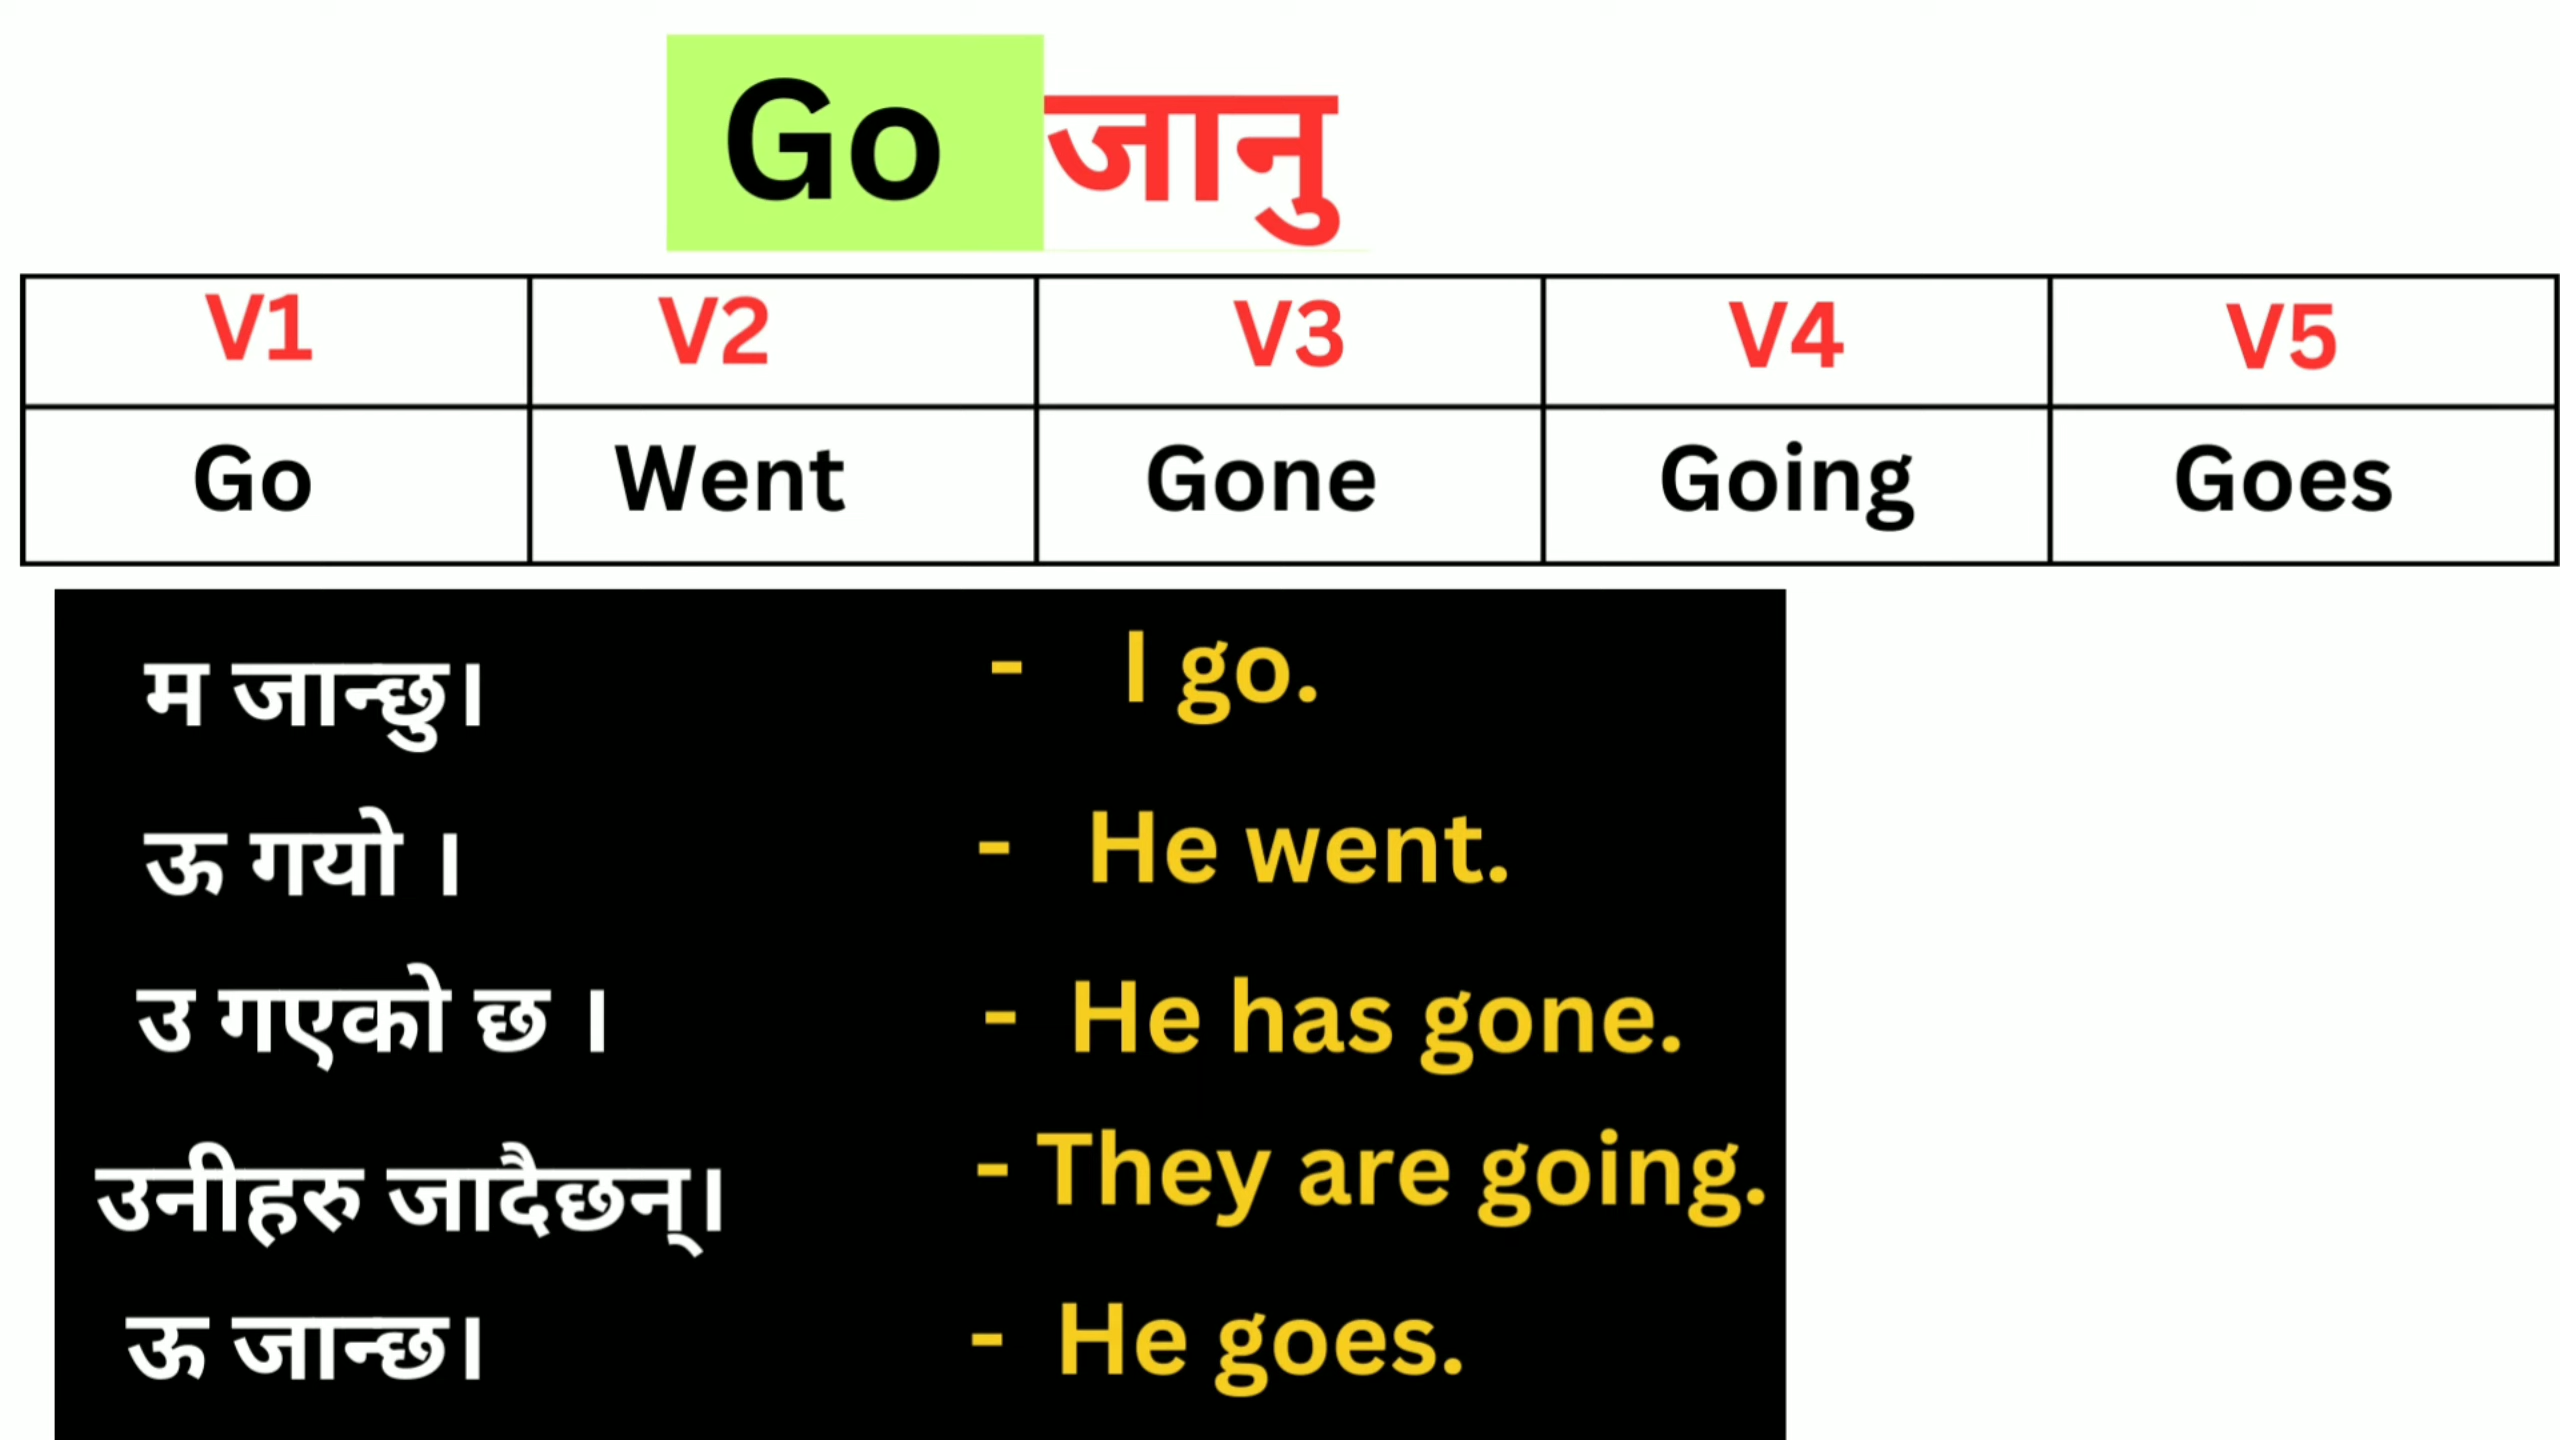 Go जानु
V1 V2 V3 V4 V5
Go Went Gone Going Goes
म जान्छु। - I go.
ऊ गयो । - He went.
उ गएको छ । - He has gone.
उनीहरु जादैछन्। - They are going.
ऊ जान्छ। - He goes.